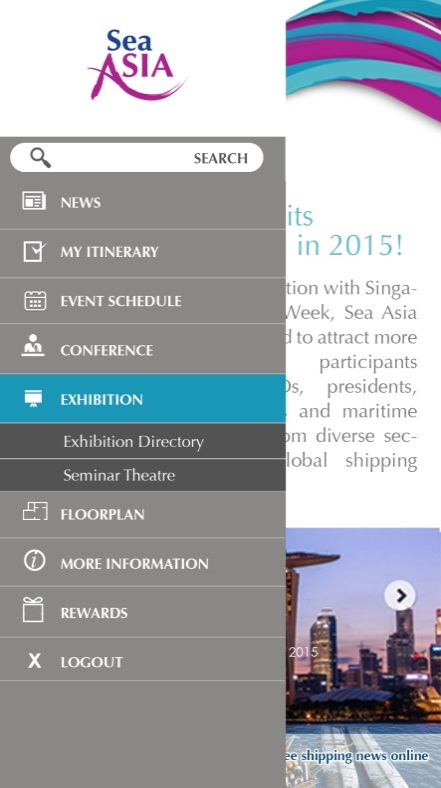 Sea
ASIA
SEARCH
NEWS
MY ITINERARY
EVENT SCHEDULE
CONFERENCE
EXHIBITION
Exhibition Directory
Seminar Theatre
FLOORPLAN
MORE INFORMATION
REWARDS
X LOGOUT
its
in 2015!
tion with Singa-
Week, Sea Asia
d to attract more
participants
Os, presidents,
and maritime
om diverse sec-
lobal shipping
2015
ee shipping news online